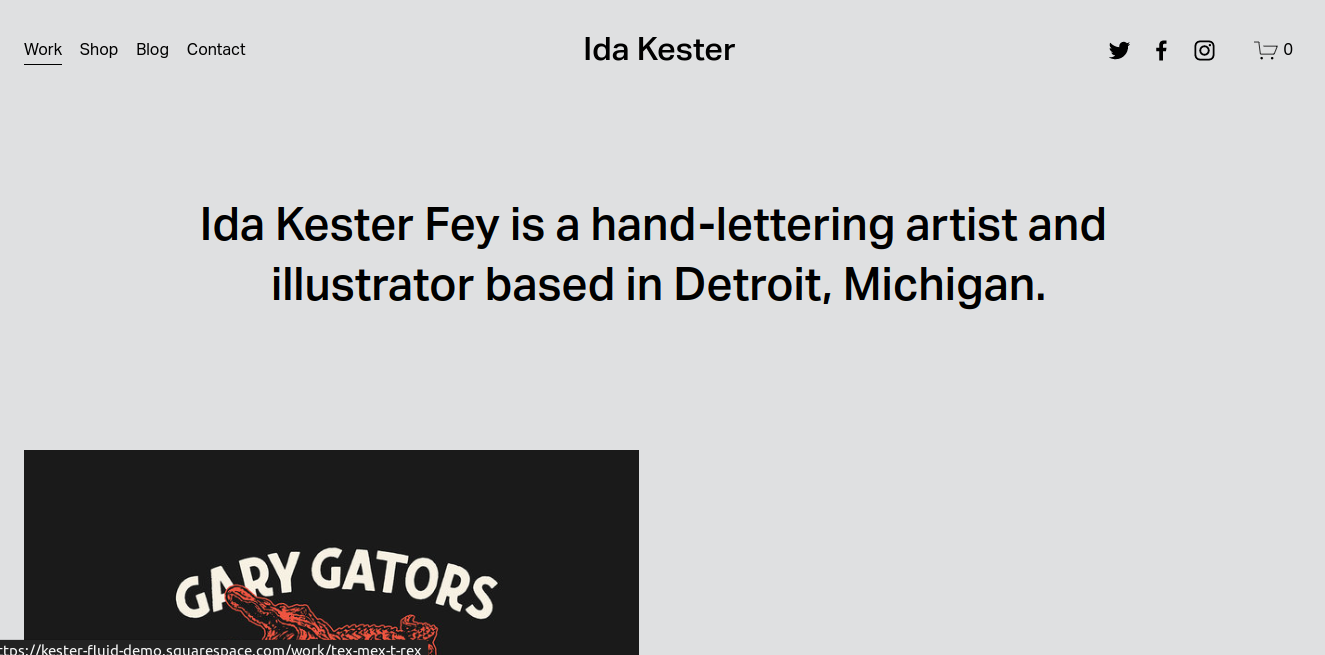 Work Shop Blog Contact
Ida Kester
0
Ida Kester Fey is a hand-lettering artist and
illustrator based in Detroit, Michigan.
GARY GATORS
ttps://kester-fluid-demo.squarespace.com/work/tex-mex-t-rex